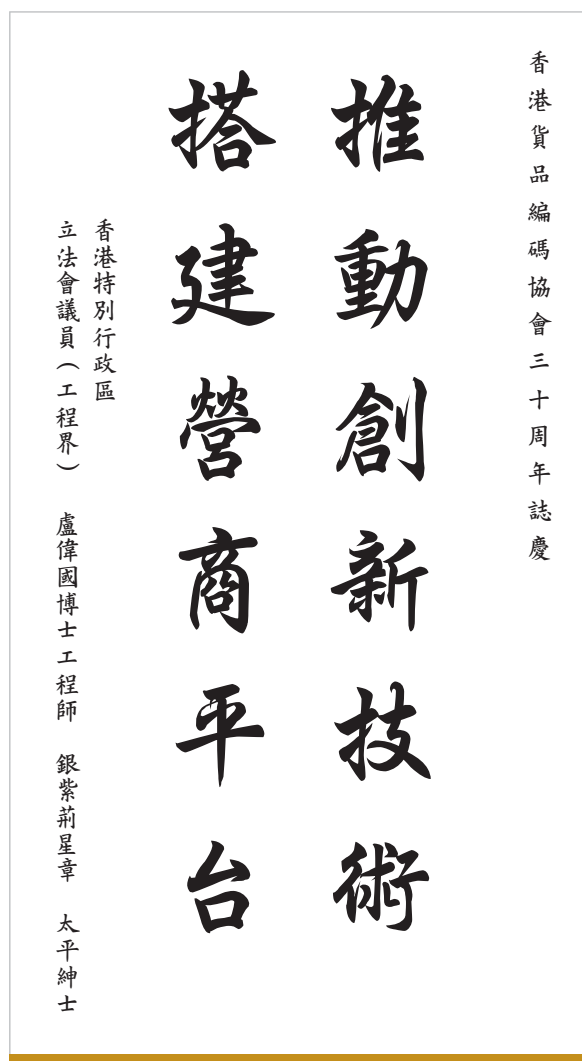 香港貨品編碼協會三十周年誌慶
推動創新技術
搭建營商平台
香港特別行政區
立法會議員（工程界） 盧偉國博士工程師 銀紫荊星章 太平紳士